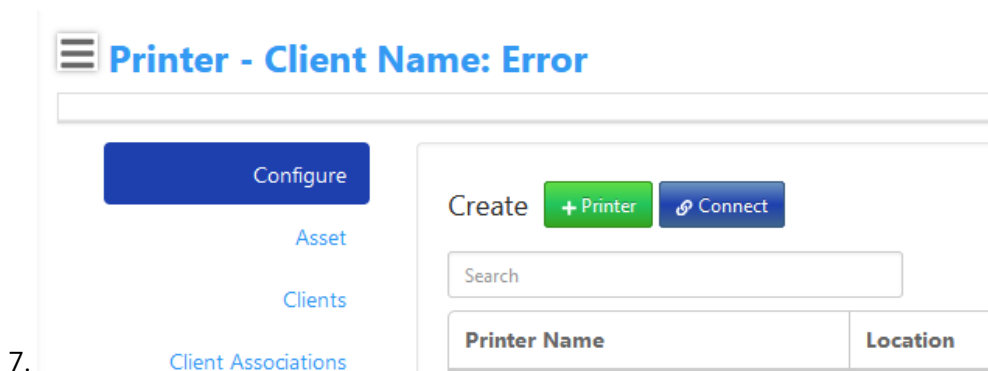 Printer - Client Name: Error
Configure
Asset
Clients
Client Associations
Create + Printer Connect
Search
Printer Name Location
7.